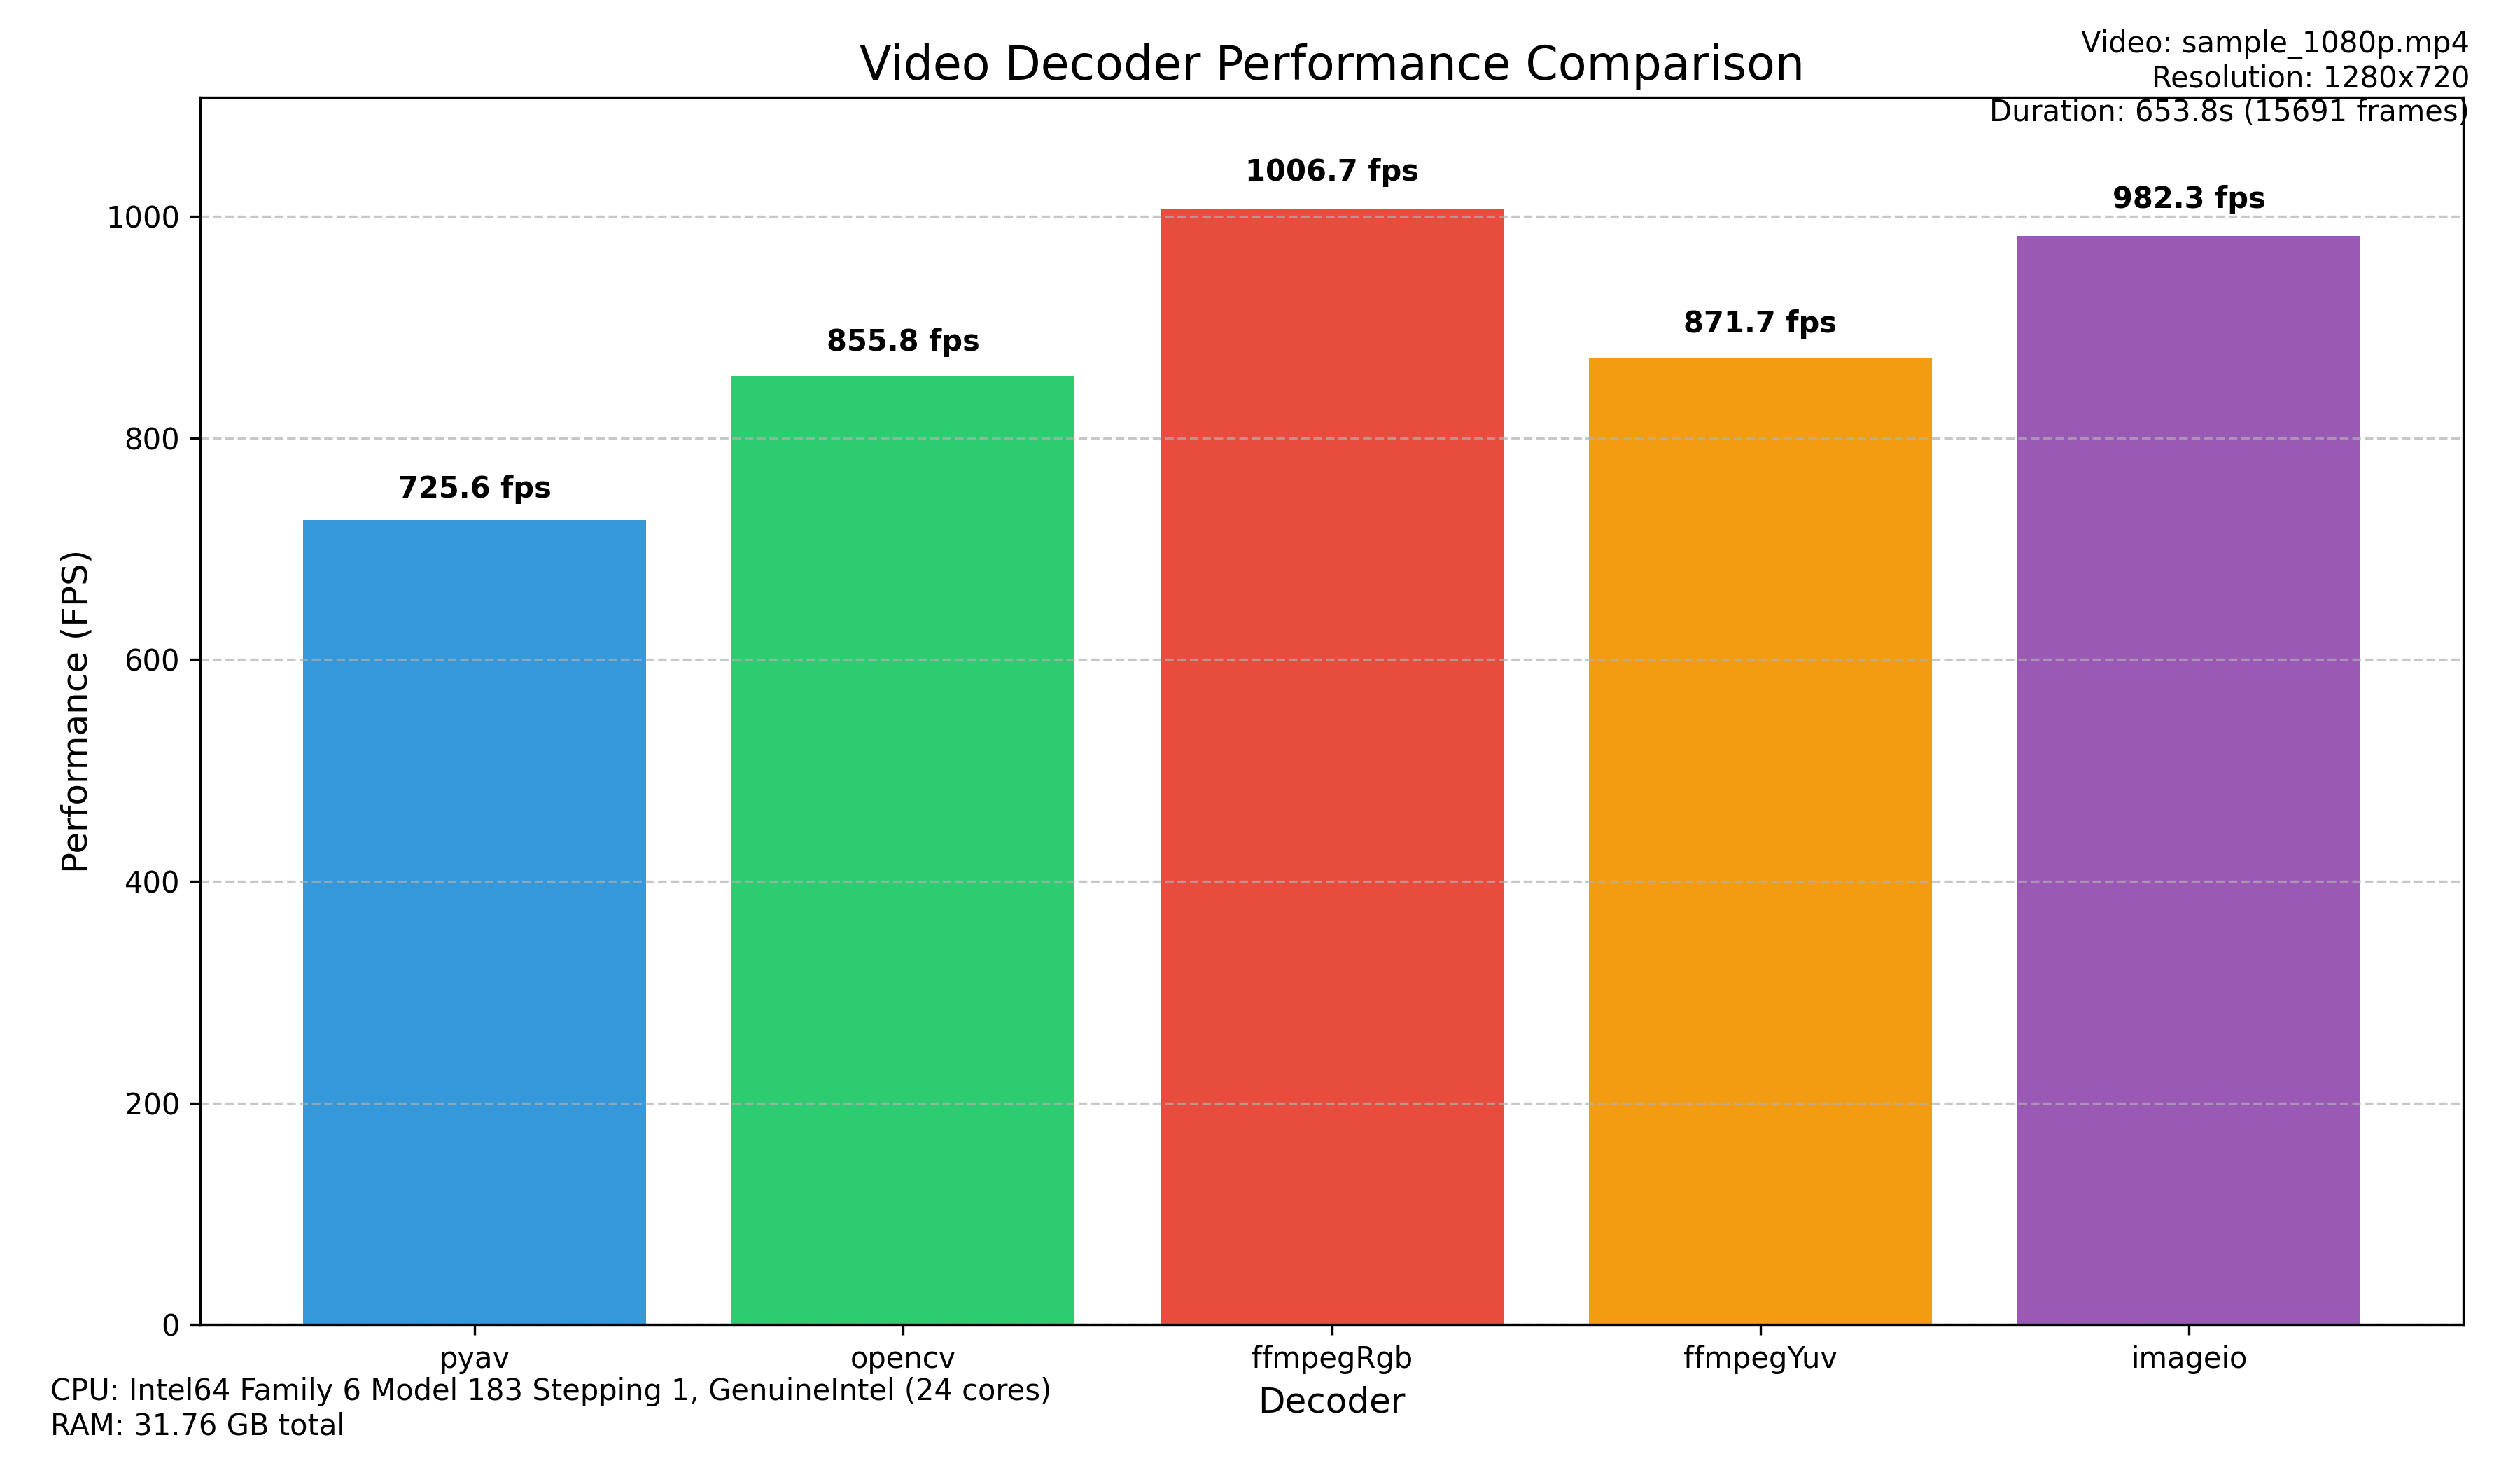 Video Decoder Performance Comparison
Video: sample_1080p.mp4
Resolution: 1280x720
Duration: 653.8s (15691 frames)
Performance (FPS)
1000
800
600
400
200
0
725.6 fps
855.8 fps
1006.7 fps
871.7 fps
982.3 fps
pyav
opencv
ffmpegRgb
ffmpegYuv
imageio
Decoder
CPU: Intel64 Family 6 Model 183 Stepping 1, GenuineIntel (24 cores)
RAM: 31.76 GB total